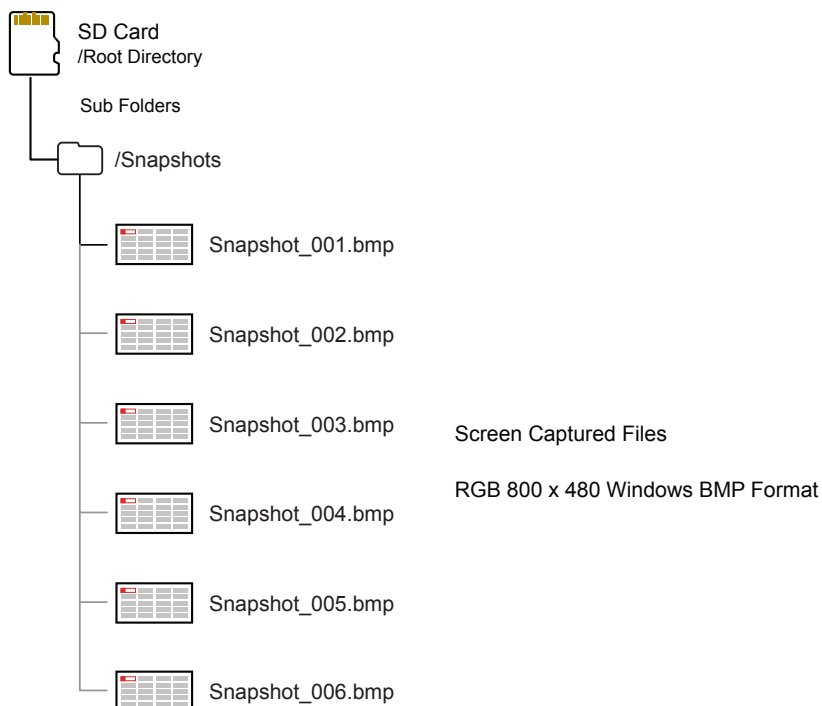 SD Card
/Root Directory
Sub Folders
/Snapshots
Snapshot_001.bmp
Snapshot_002.bmp
Snapshot_003.bmp
Screen Captured Files
RGB 800 x 480 Windows BMP Format
Snapshot_004.bmp
Snapshot_005.bmp
Snapshot_006.bmp